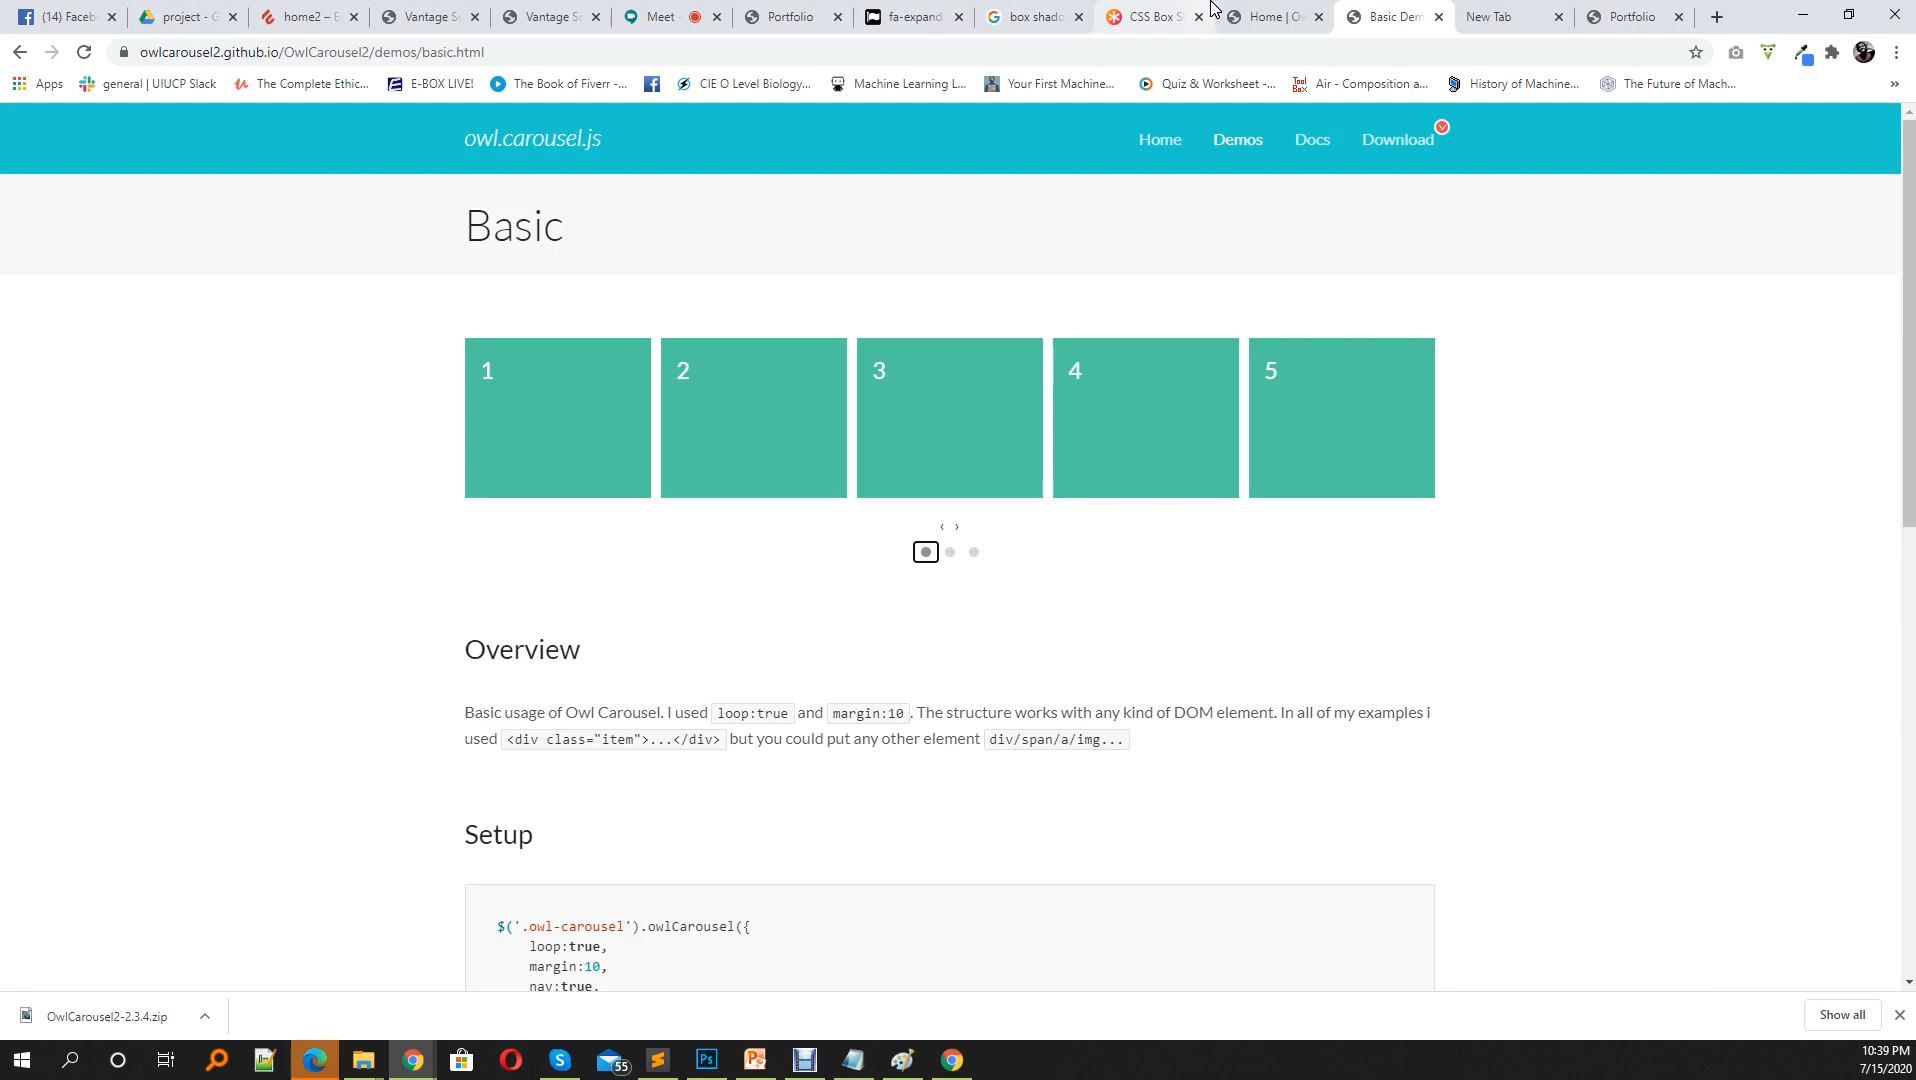 (14) Faceb
project - G
home2 – E
Vantage Sc
Vantage Sc
Meet -
Portfolio
fa-expand
box shado
CSS Box S
Home | O
Basic Dem
New Tab
Portfolio
owlcarousel2.github.io/OwlCarousel2/demos/basic.html
Apps
general | UIUCP Slack
The Complete Ethic...
E-BOX LIVE!
The Book of Fiverr -...
CIE O Level Biology...
Machine Learning L...
Your First Machine...
Quiz & Worksheet -...
Tool Box
Air - Composition a...
History of Machine...
The Future of Mach...
»
owl.carousel.js
Home Demos Docs Download
Basic
1 2 3 4 5
‹ ›
Overview
Basic usage of Owl Carousel. I used loop:true and margin:10. The structure works with any kind of DOM element. In all of my examples i
used <div class="item">...</div> but you could put any other element div/span/a/img...
Setup
$('.owl-carousel').owlCarousel({
loop:true,
margin:10,
nav:true,
OwlCarousel2-2.3.4.zip
Show all
55
Ps
10:39 PM
7/15/2020